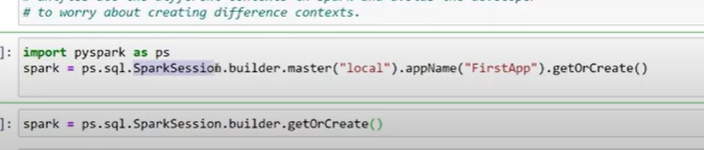 # to worry about creating difference contexts.
]: import pyspark as ps
spark = ps.sql.SparkSession.builder.master("local").appName("FirstApp").getOrCreate()
]: spark = ps.sql.SparkSession.builder.getOrCreate()